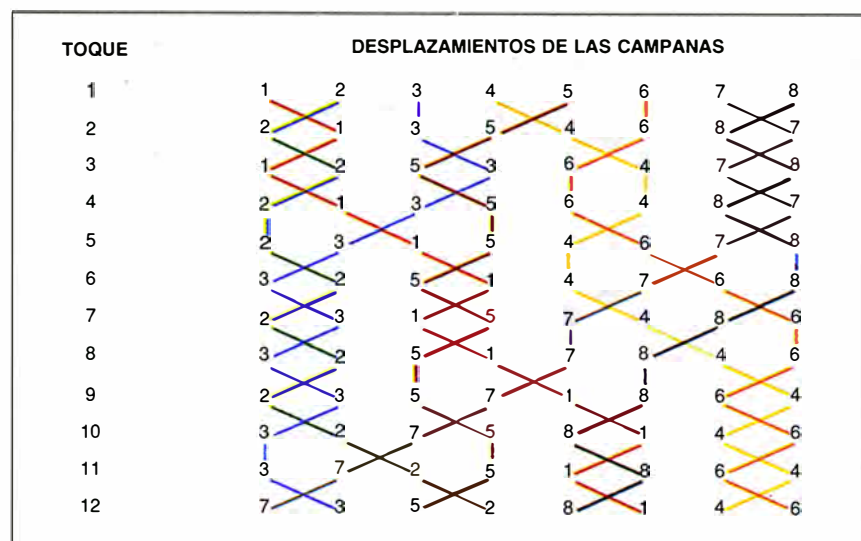 TOQUE DESPLAZAMIENTOS DE LAS CAMPANAS
1 1 2 3 4 5 6 7 8
2 2 1 3 5 4 6 8 7
3 1 2 5 3 6 4 7 8
4 2 1 3 5 6 4 8 7
5 2 3 1 5 4 6 7 8
6 3 2 5 1 4 7 6 8
7 2 3 1 5 7 4 8 6
8 3 2 5 1 7 8 4 6
9 2 3 5 7 1 8 6 4
10 3 2 7 5 8 1 4 6
11 3 7 2 5 1 8 6 4
12 7 3 5 2 8 1 4 6